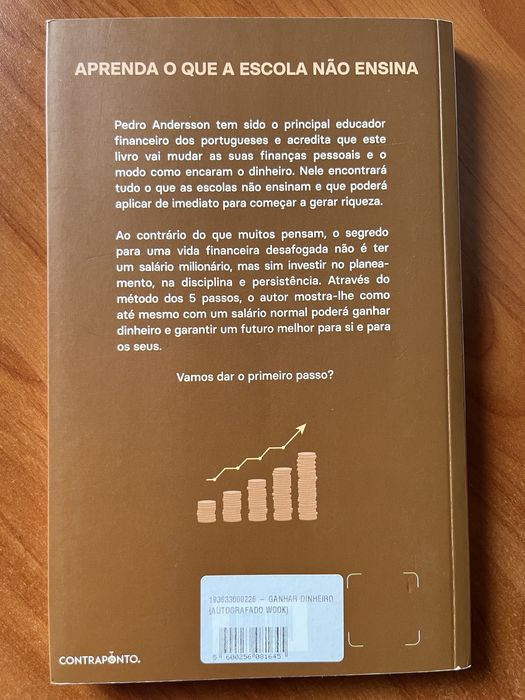 APRENDA O QUE A ESCOLA NÃO ENSINA
Pedro Andersson tem sido o principal educador
financeiro dos portugueses e acredita que este
livro vai mudar as suas finanças pessoais e o
modo como encaram o dinheiro. Nele encontrará
tudo o que as escolas não ensinam e que poderá
aplicar de imediato para começar a gerar riqueza.
Ao contrário do que muitos pensam, o segredo
para uma vida financeira desafogada não é ter
um salário milionário, mas sim investir no planea-
mento, na disciplina e persistência. Através do
método dos 5 passos, o autor mostra-lhe como
até mesmo com um salário normal poderá ganhar
dinheiro e garantir um futuro melhor para si e para
os seus.
Vamos dar o primeiro passo?
193633000226 – GANHAR DINHEIRO
(AUTOGRAFADO WOOK)
5 600256 081645
CONTRAPONTO.